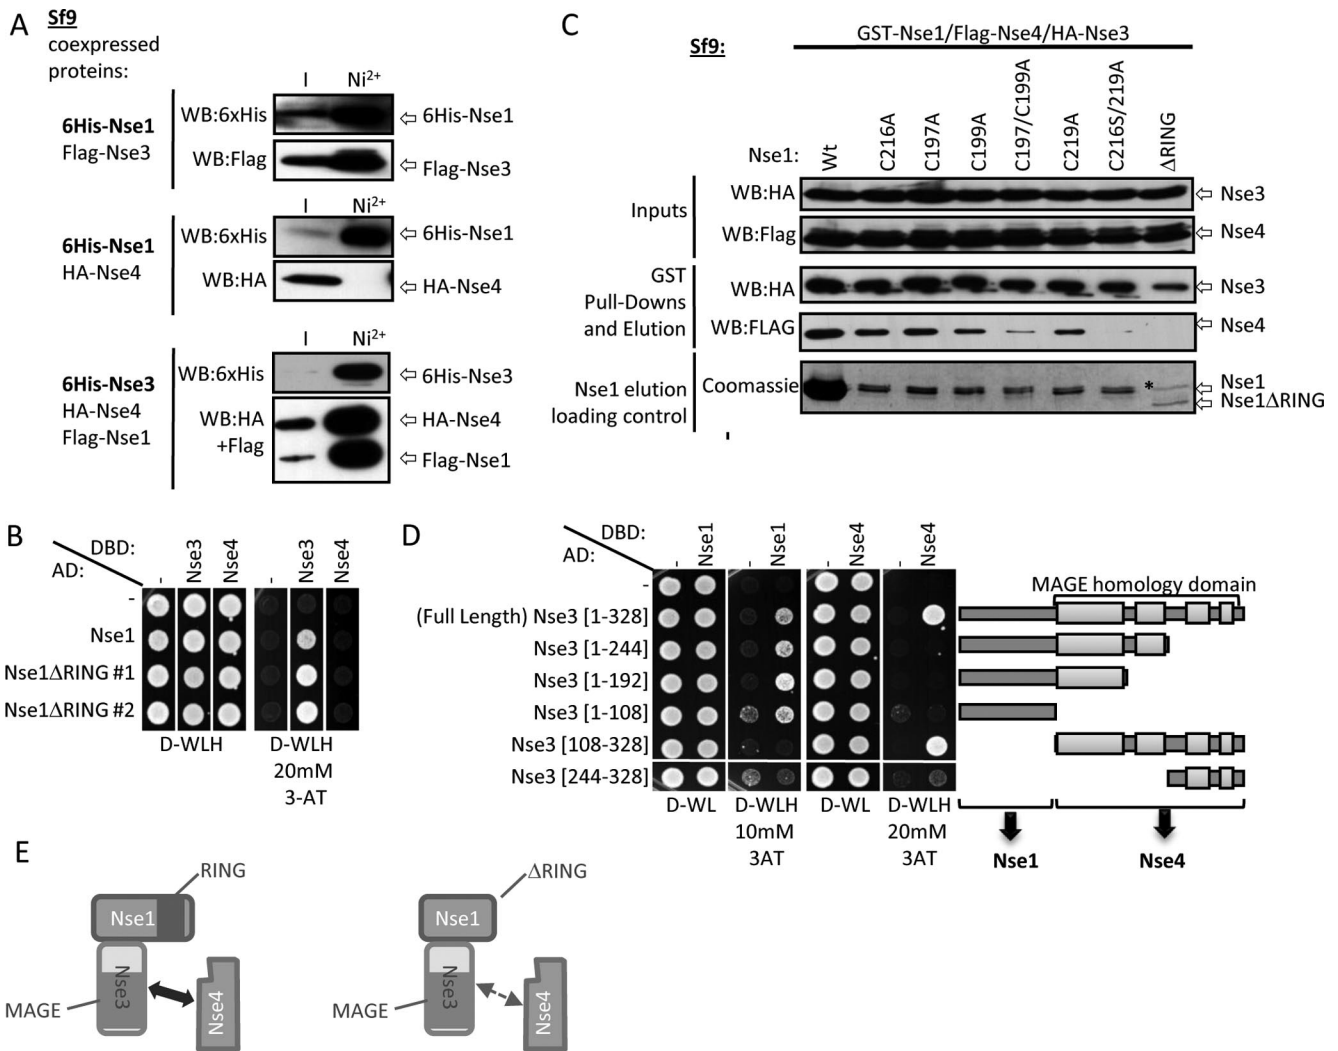 A
Sf9
coexpressed
proteins:
I Ni2+
6His-Nse1
Flag-Nse3
WB:6xHis
6His-Nse1
WB:Flag
Flag-Nse3
I Ni2+
6His-Nse1
HA-Nse4
WB:6xHis
6His-Nse1
WB:HA
HA-Nse4
I Ni2+
6His-Nse3
HA-Nse4
Flag-Nse1
WB:6xHis
6His-Nse3
WB:HA
+Flag
HA-Nse4
Flag-Nse1
C
Sf9:
GST-Nse1/Flag-Nse4/HA-Nse3
Nse1:
Wt
C216A
C197A
C199A
C197/C199A
C219A
C216S/219A
ΔRING
Inputs
WB:HA
Nse3
WB:Flag
Nse4
GST
Pull-Downs
and Elution
WB:HA
Nse3
WB:FLAG
Nse4
Nse1 elution
loading control
Coomassie
*
Nse1
Nse1ΔRING
B
DBD:
AD:
- Nse3 Nse4 - Nse3 Nse4
-
Nse1
Nse1ΔRING #1
Nse1ΔRING #2
D-WLH
D-WLH
20mM
3-AT
D
DBD:
AD:
- Nse1 - Nse1 - Nse4 - Nse4
-
(Full Length) Nse3 [1-328]
Nse3 [1-244]
Nse3 [1-192]
Nse3 [1-108]
Nse3 [108-328]
Nse3 [244-328]
D-WL
D-WLH
10mM
3AT
D-WL
D-WLH
20mM
3AT
MAGE homology domain
Nse1
Nse4
E
RING
Nse1
Nse3
MAGE
Nse4
ΔRING
Nse1
Nse3
MAGE
Nse4